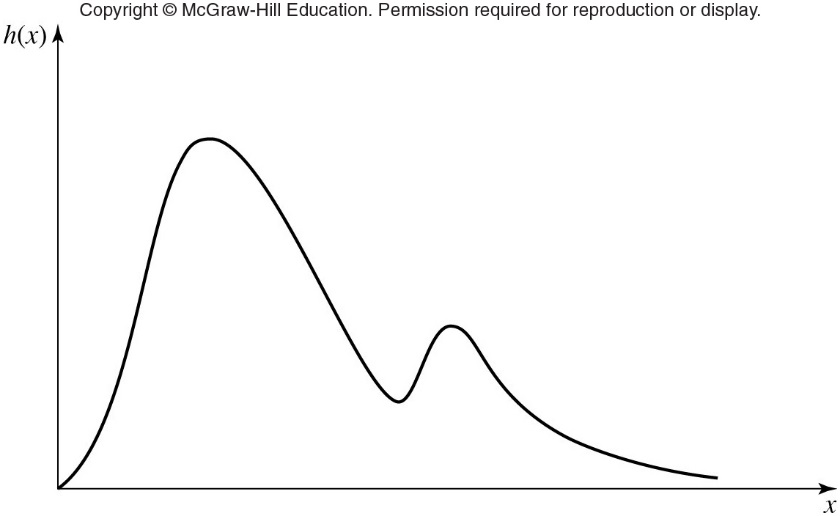 Copyright © McGraw-Hill Education. Permission required for reproduction or display.
h(x)
x